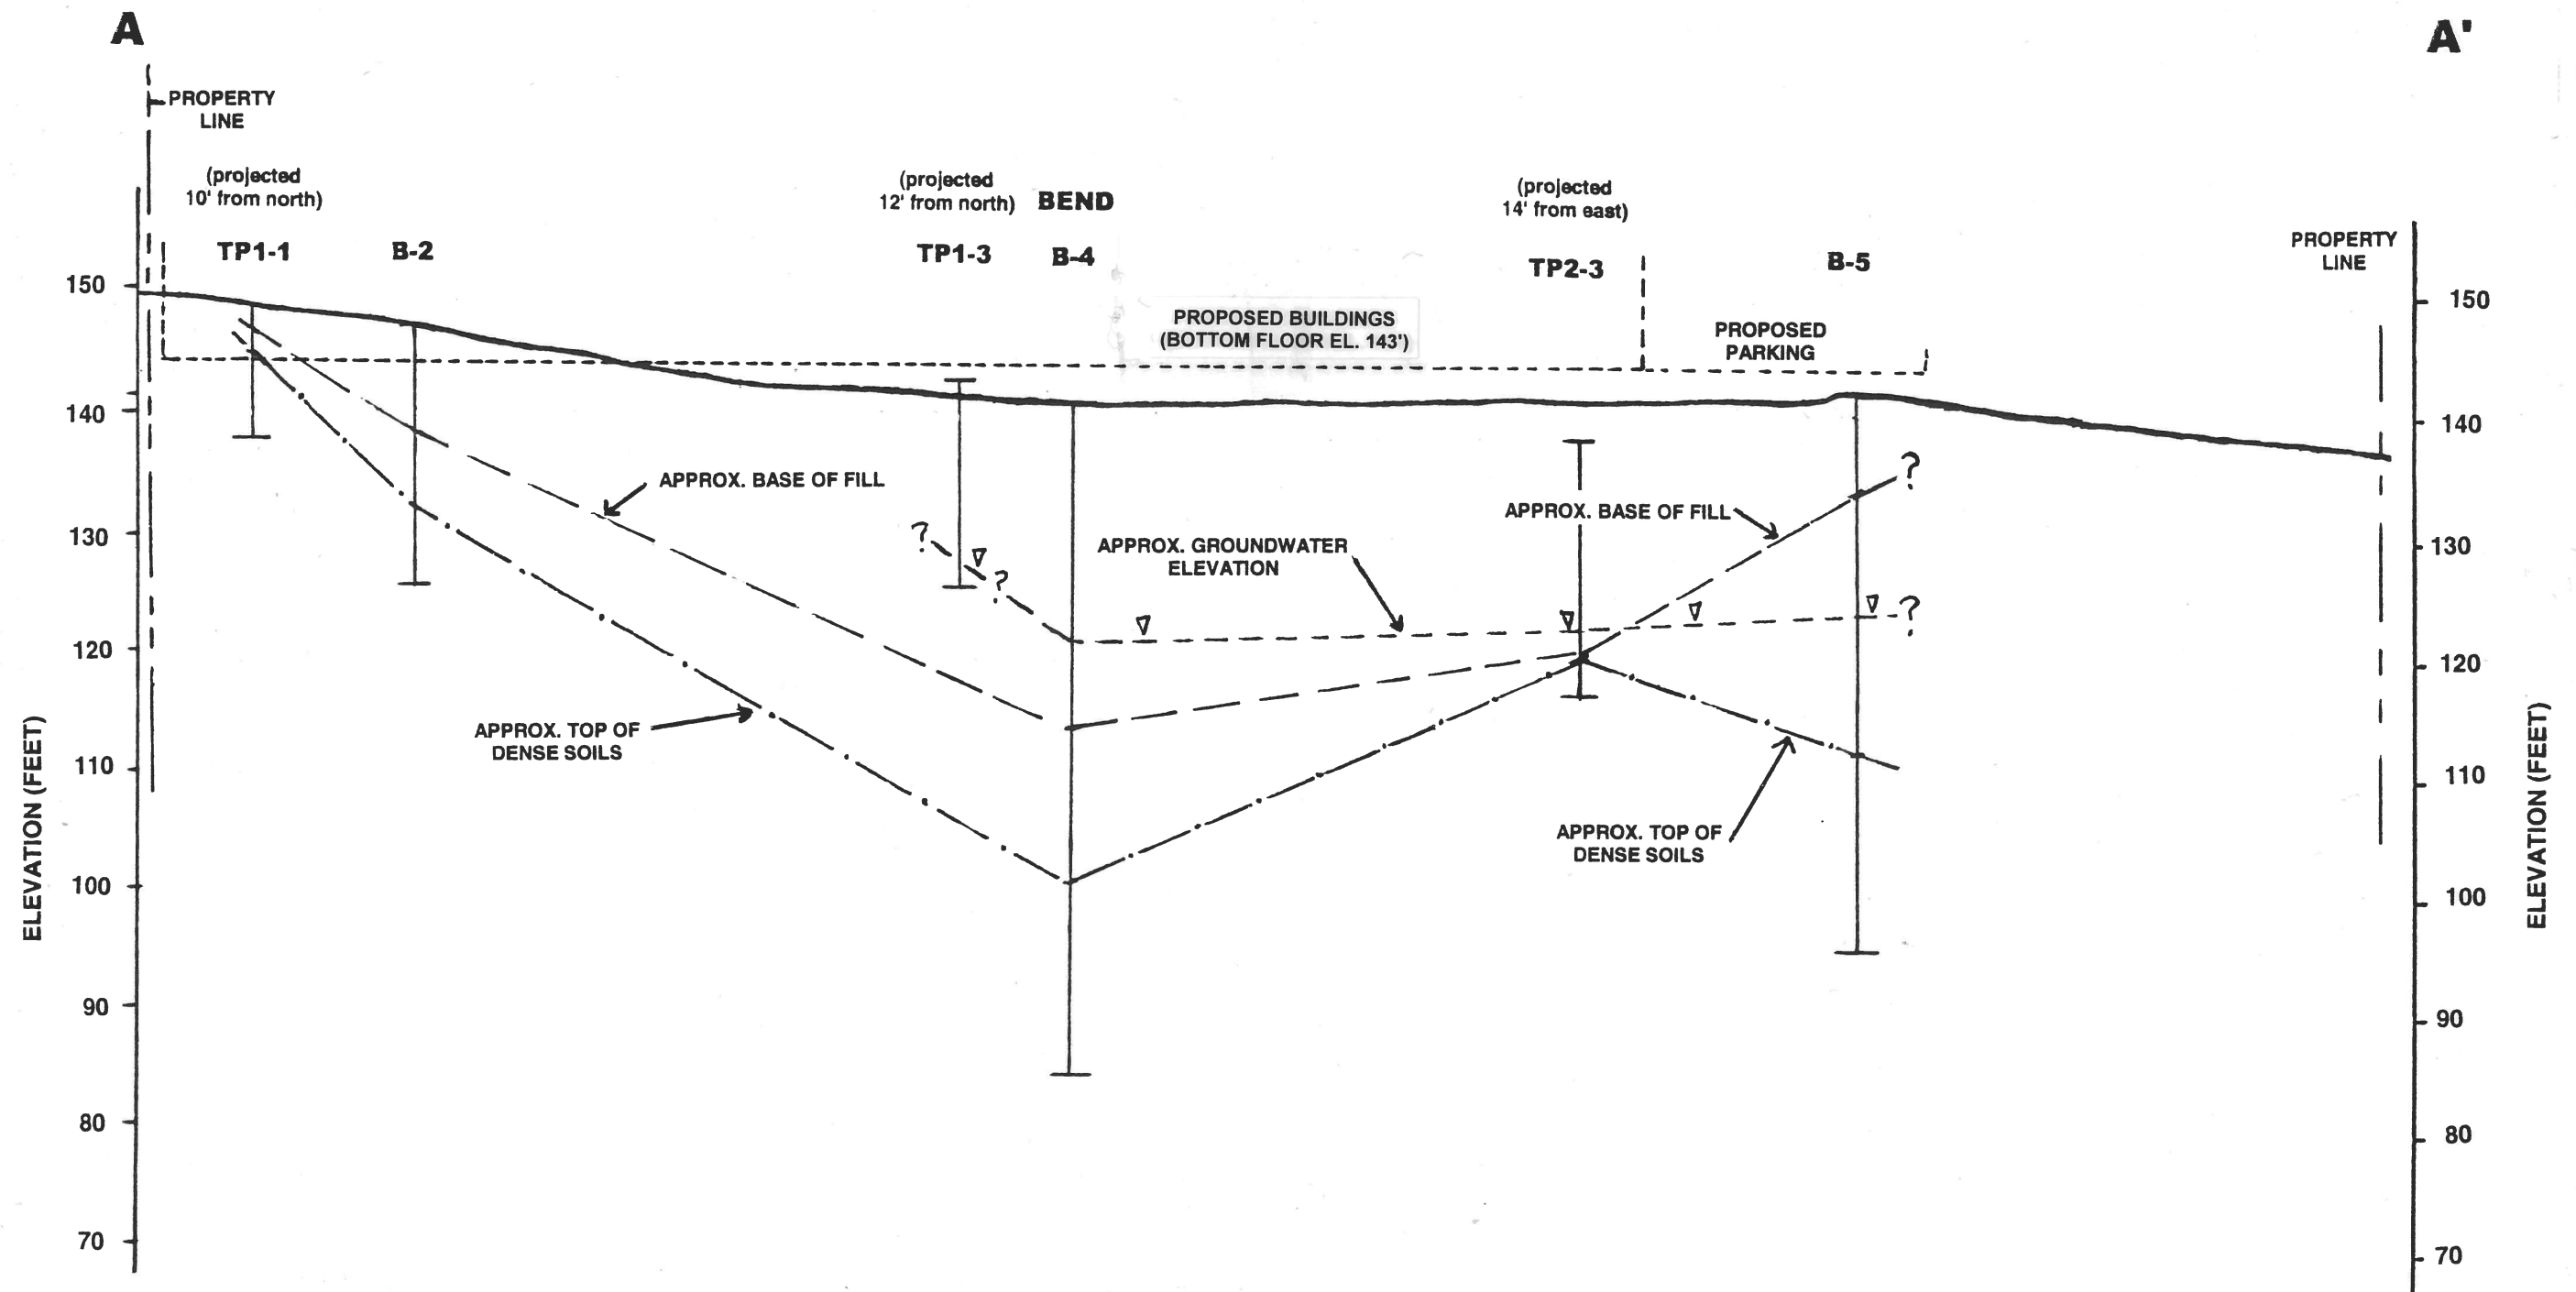 A
A'
PROPERTY
LINE
(projected
10' from north)
(projected
12' from north)
BEND
(projected
14' from east)
TP1-1
B-2
TP1-3
B-4
TP2-3
B-5
PROPERTY
LINE
150
140
130
120
110
100
90
80
70
ELEVATION (FEET)
PROPOSED BUILDINGS
(BOTTOM FLOOR EL. 143')
PROPOSED
PARKING
APPROX. BASE OF FILL
?
?
APPROX. GROUNDWATER
ELEVATION
APPROX. BASE OF FILL
?
?
APPROX. TOP OF
DENSE SOILS
APPROX. TOP OF
DENSE SOILS
150
140
130
120
110
100
90
80
70
ELEVATION (FEET)